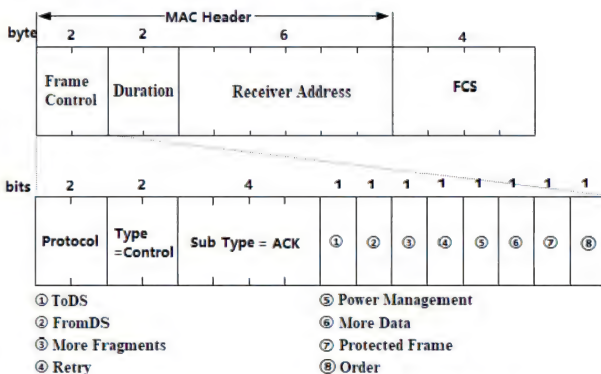 MAC Header
byte 2 2 6 4
Frame Control Duration Receiver Address FCS
bits 2 2 4 1 1 1 1 1 1 1 1
Protocol Type =Control Sub Type = ACK ① ② ③ ④ ⑤ ⑥ ⑦ ⑧
① ToDS ⑤ Power Management
② FromDS ⑥ More Data
③ More Fragments ⑦ Protected Frame
④ Retry ⑧ Order